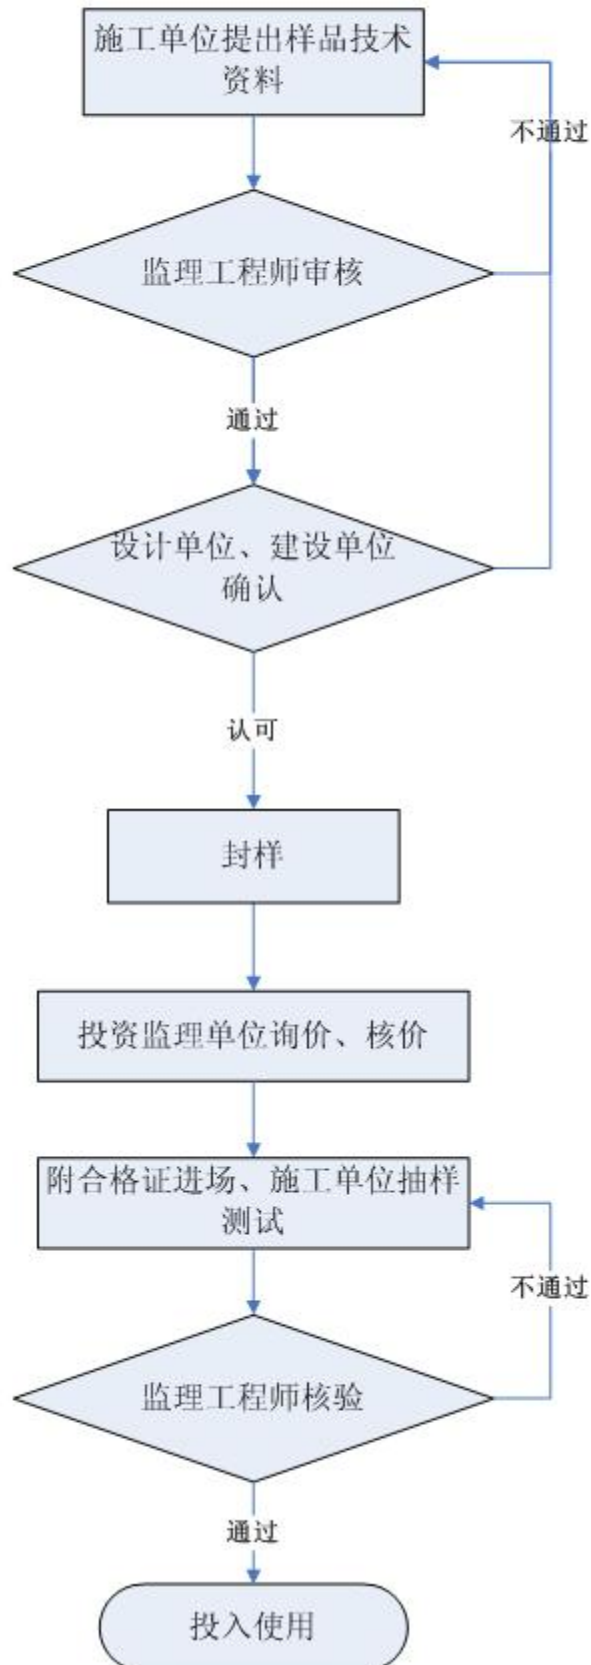 施工单位提出样品技术
资料
不通过
监理工程师审核
通过
设计单位、建设单位
确认
认可
封样
投资监理单位询价、核价
附合格证进场、施工单位抽样
测试
不通过
监理工程师核验
通过
投入使用